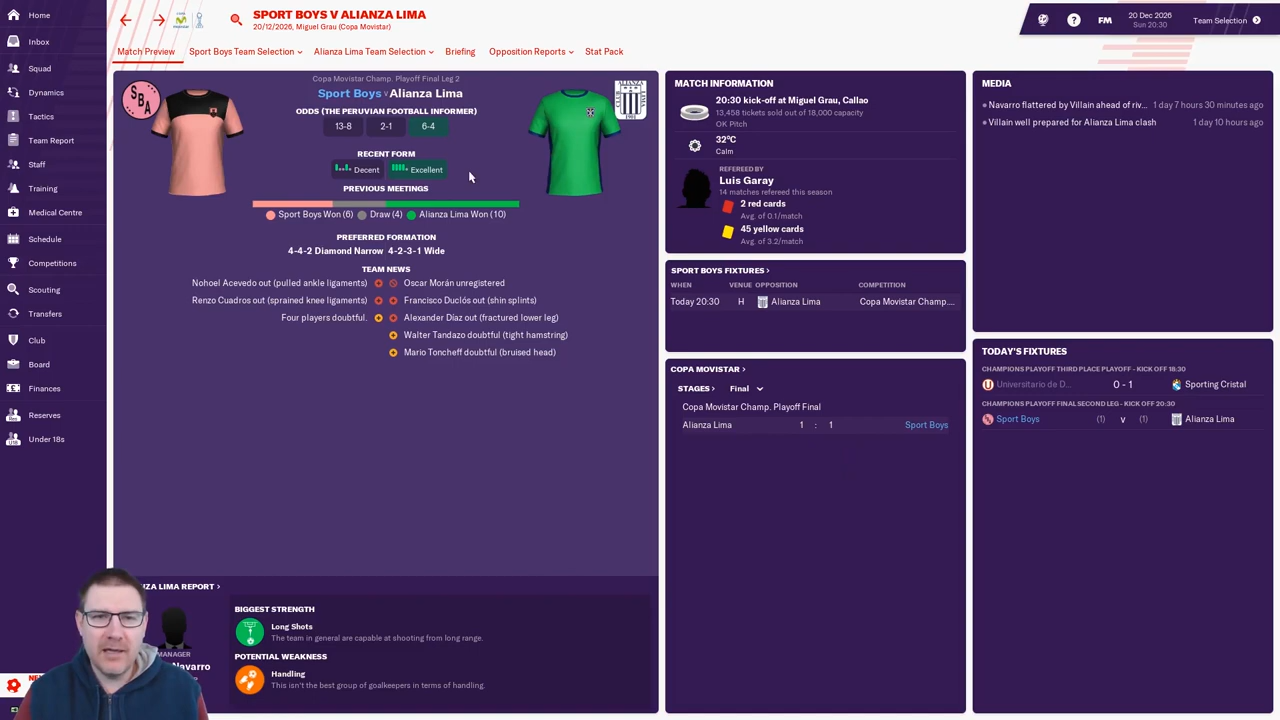 Home
Inbox
Squad
Dynamics
Tactics
Team Report
Staff
Training
Medical Centre
Schedule
Competitions
Scouting
Transfers
Club
Board
Finances
Reserves
Under 18s
SPORT BOYS V ALIANZA LIMA
20/12/2026, Miguel Grau (Copa Movistar)
FM
20 Dec 2026
Sun 20:30
Team Selection
Match Preview
Sport Boys Team Selection
Alianza Lima Team Selection
Briefing
Opposition Reports
Stat Pack
Copa Movistar Champ. Playoff Final Leg 2
Sport Boys v Alianza Lima
ODDS (THE PERUVIAN FOOTBALL INFORMER)
13-8 2-1 6-4
RECENT FORM
Decent Excellent
PREVIOUS MEETINGS
Sport Boys Won (6) Draw (4) Alianza Lima Won (10)
PREFERRED FORMATION
4-4-2 Diamond Narrow 4-2-3-1 Wide
TEAM NEWS
Nohoel Acevedo out (pulled ankle ligaments) Oscar Morán unregistered
Renzo Cuadros out (sprained knee ligaments) Francisco Duclós out (shin splints)
Four players doubtful. Alexander Díaz out (fractured lower leg)
Walter Tandazo doubtful (tight hamstring)
Mario Toncheff doubtful (bruised head)
NZA LIMA REPORT >
MANAGER
Navarro
BIGGEST STRENGTH
Long Shots
The team in general are capable at shooting from long range.
POTENTIAL WEAKNESS
Handling
This isn't the best group of goalkeepers in terms of handling.
MATCH INFORMATION
20:30 kick-off at Miguel Grau, Callao
13,458 tickets sold out of 18,000 capacity
OK Pitch
32°C
Calm
REFEREED BY
Luis Garay
14 matches refereed this season
2 red cards
Avg. of 0.1/match
45 yellow cards
Avg. of 3.2/match
SPORT BOYS FIXTURES >
WHEN VENUE OPPOSITION COMPETITION
Today 20:30 H Alianza Lima Copa Movistar Champ....
COPA MOVISTAR >
STAGES > Final
Copa Movistar Champ. Playoff Final
Alianza Lima 1 : 1 Sport Boys
MEDIA
Navarro flattered by Villain ahead of riv... 1 day 7 hours 30 minutes ago
Villain well prepared for Alianza Lima clash 1 day 10 hours ago
TODAY'S FIXTURES
CHAMPIONS PLAYOFF THIRD PLACE PLAYOFF - KICK OFF 18:30
Universitario de D... 0 - 1 Sporting Cristal
CHAMPIONS PLAYOFF FINAL SECOND LEG - KICK OFF 20:30
Sport Boys (1) v (1) Alianza Lima